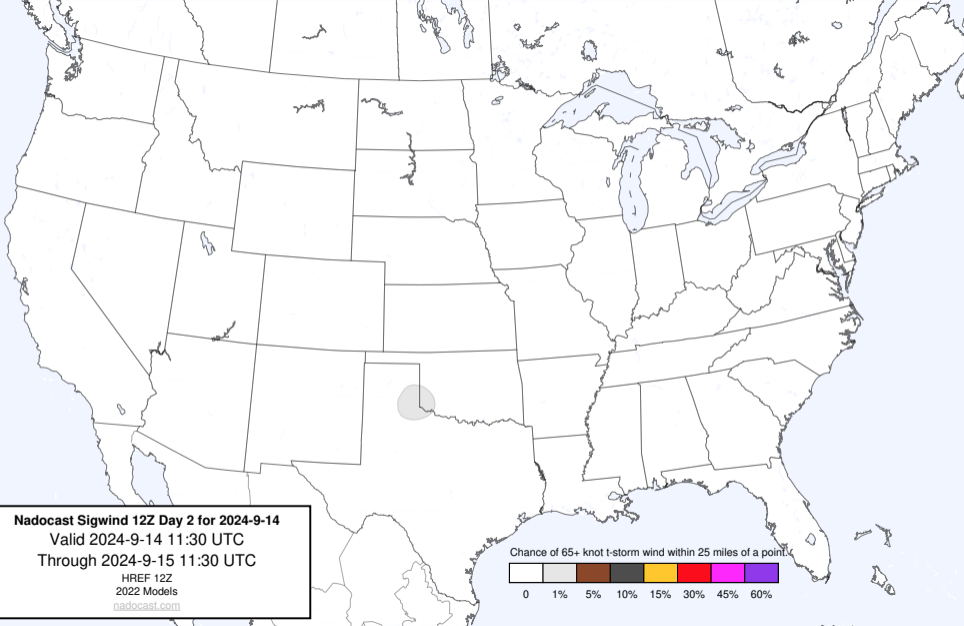 Nadocast Sigwind 12Z Day 2 for 2024-9-14
Valid 2024-9-14 11:30 UTC
Through 2024-9-15 11:30 UTC
HREF 12Z
2022 Models
nadocast.com
Chance of 65+ knot t-storm wind within 25 miles of a point.
0 1% 5% 10% 15% 30% 45% 60%